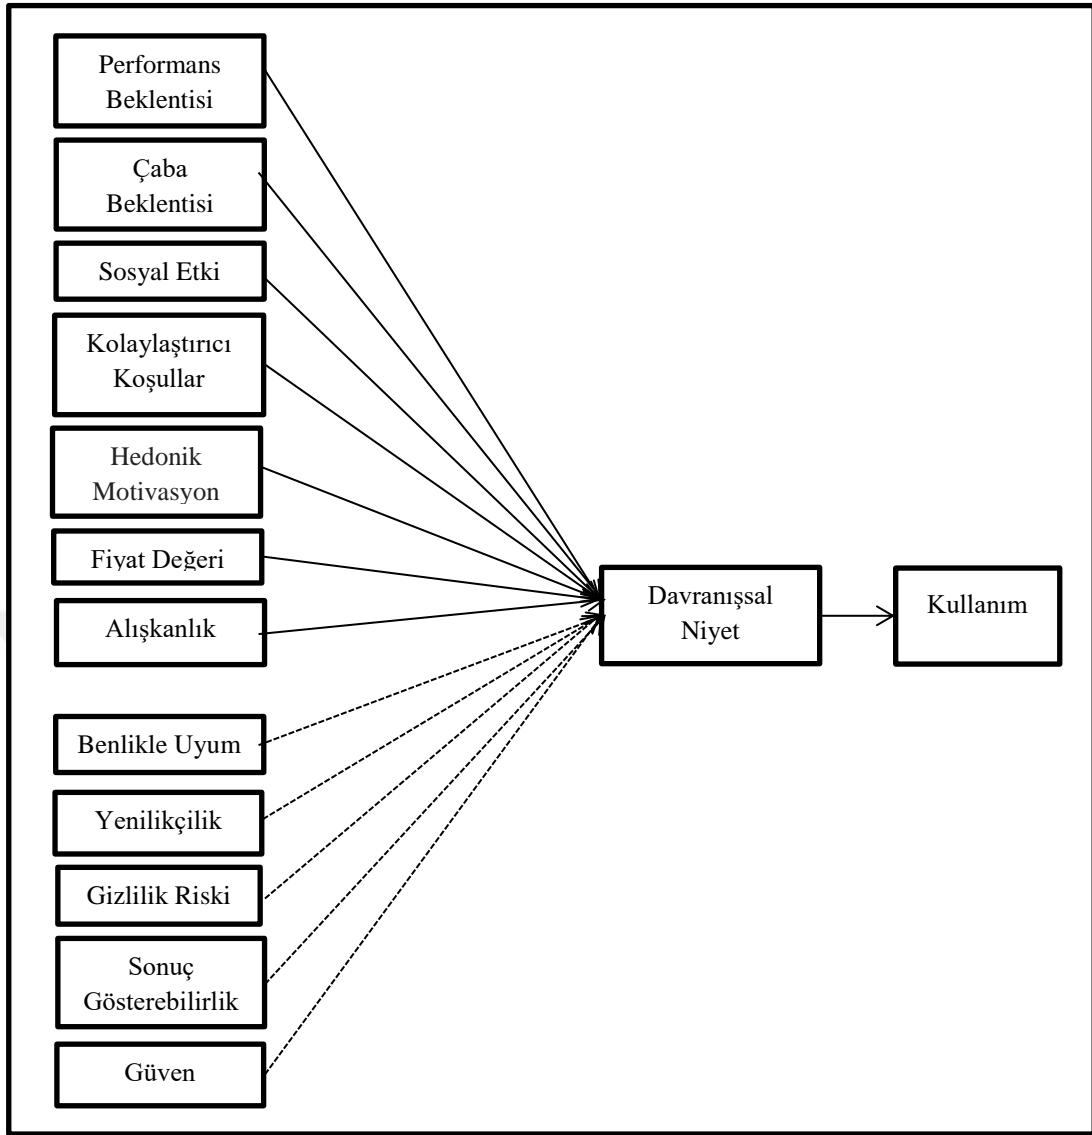 Performans
Beklentisi
Çaba
Beklentisi
Sosyal Etki
Kolaylaştırıcı
Koşullar
Hedonik
Motivasyon
Fiyat Değeri
Alışkanlık
Benlikle Uyum
Yenilikçilik
Gizlilik Riski
Sonuç
Gösterebilirlik
Güven
Davranışsal
Niyet
Kullanım